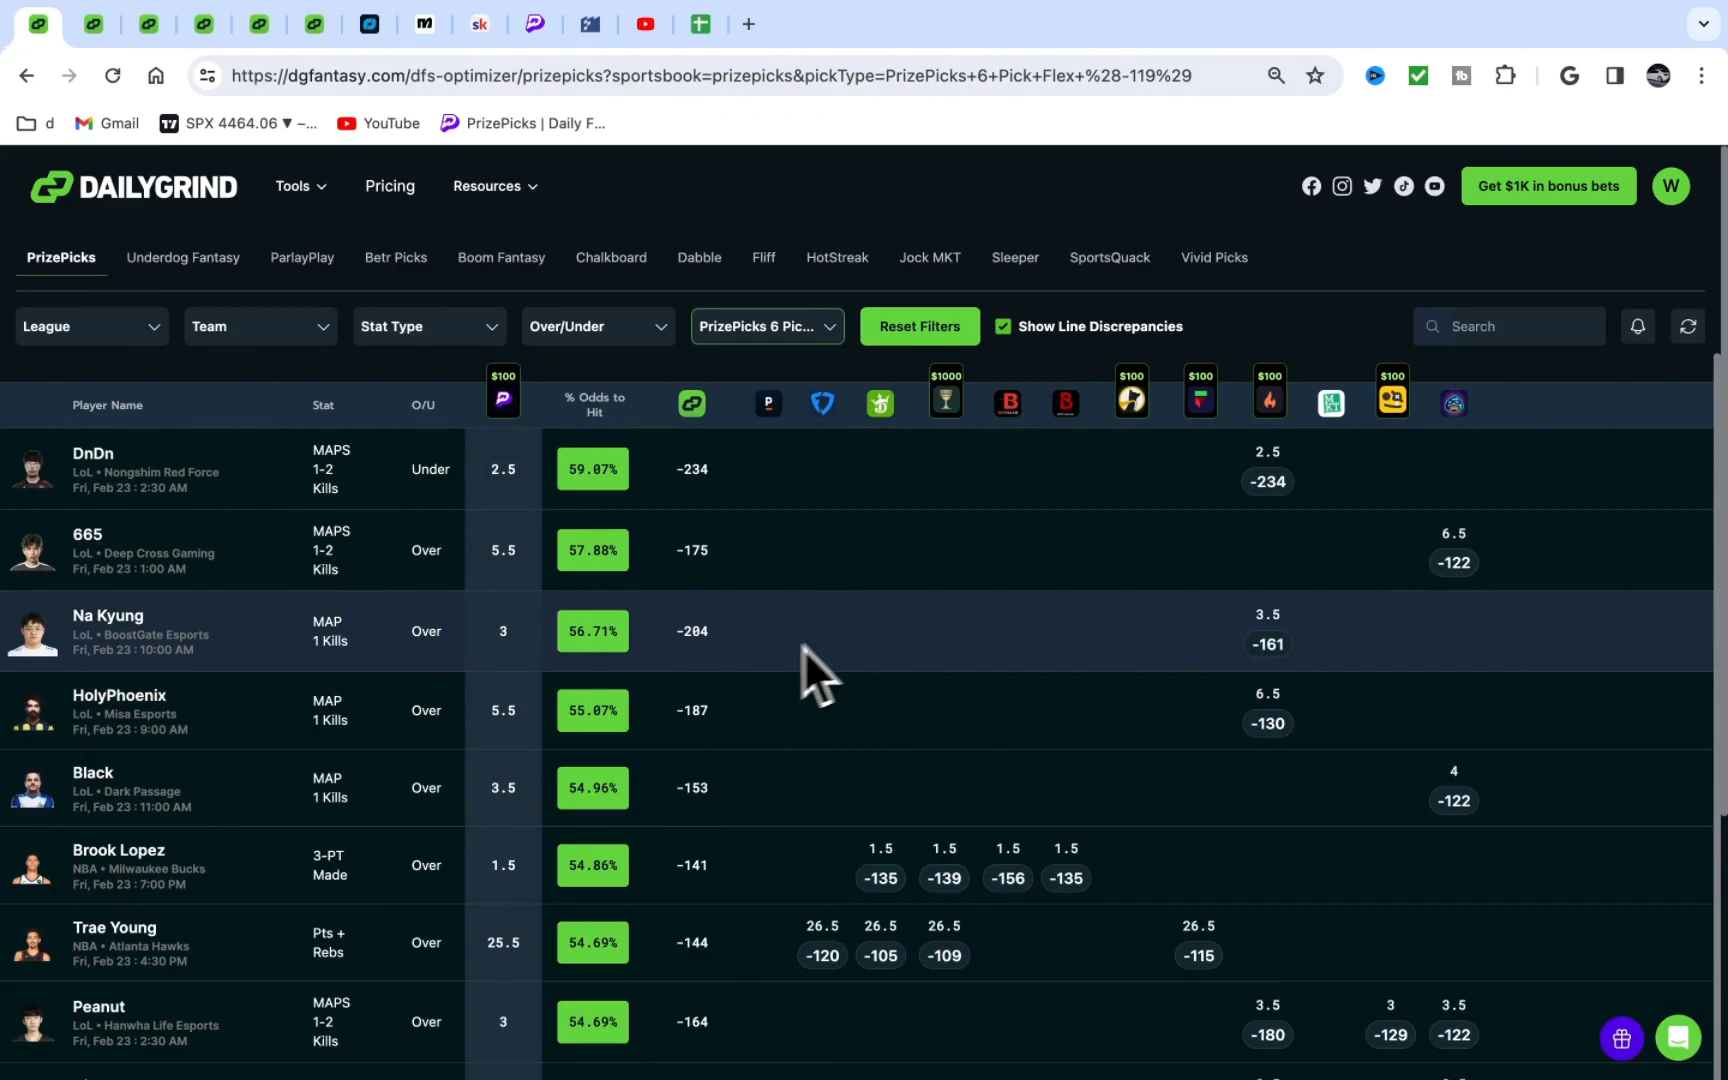 sk
https://dgfantasy.com/dfs-optimizer/prizepicks?sportsbook=prizepicks&pickType=PrizePicks+6+Pick+Flex+%28-119%29
d
Gmail
SPX 4464.06 ▼ –...
YouTube
PrizePicks | Daily F...
DAILYGRIND
Tools
Pricing
Resources
Get $1K in bonus bets
W
PrizePicks
Underdog Fantasy
ParlayPlay
Betr Picks
Boom Fantasy
Chalkboard
Dabble
Fliff
HotStreak
Jock MKT
Sleeper
SportsQuack
Vivid Picks
League
Team
Stat Type
Over/Under
PrizePicks 6 Pic...
Reset Filters
Show Line Discrepancies
Search
Player Name
Stat
O/U
$100
% Odds to
Hit
$1000
$100
$100
$100
$100
DnDn
LoL • Nongshim Red Force
Fri, Feb 23 : 2:30 AM
MAPS
1-2
Kills
Under
2.5
59.07%
-234
2.5
-234
665
LoL • Deep Cross Gaming
Fri, Feb 23 : 1:00 AM
MAPS
1-2
Kills
Over
5.5
57.88%
-175
6.5
-122
Na Kyung
LoL • BoostGate Esports
Fri, Feb 23 : 10:00 AM
MAP
1 Kills
Over
3
56.71%
-204
3.5
-161
HolyPhoenix
LoL • Misa Esports
Fri, Feb 23 : 9:00 AM
MAP
1 Kills
Over
5.5
55.07%
-187
6.5
-130
Black
LoL • Dark Passage
Fri, Feb 23 : 11:00 AM
MAP
1 Kills
Over
3.5
54.96%
-153
4
-122
Brook Lopez
NBA • Milwaukee Bucks
Fri, Feb 23 : 7:00 PM
3-PT
Made
Over
1.5
54.86%
-141
1.5
-135
1.5
-139
1.5
-156
1.5
-135
Trae Young
NBA • Atlanta Hawks
Fri, Feb 23 : 4:30 PM
Pts +
Rebs
Over
25.5
54.69%
-144
26.5
-120
26.5
-105
26.5
-109
26.5
-115
Peanut
LoL • Hanwha Life Esports
Fri, Feb 23 : 2:30 AM
MAPS
1-2
Kills
Over
3
54.69%
-164
3.5
-180
3
-129
3.5
-122